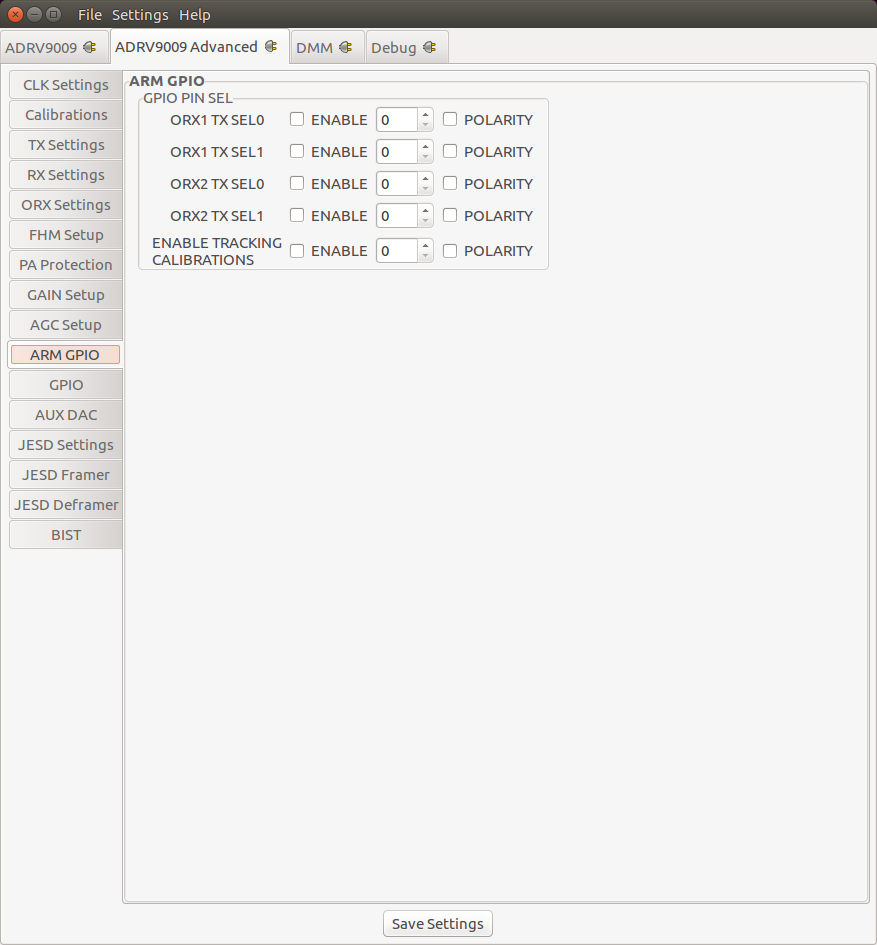 File Settings Help
ADRV9009 ADRV9009 Advanced DMM Debug
CLK Settings
Calibrations
TX Settings
RX Settings
ORX Settings
FHM Setup
PA Protection
GAIN Setup
AGC Setup
ARM GPIO
GPIO
AUX DAC
JESD Settings
JESD Framer
JESD Deframer
BIST
ARM GPIO
GPIO PIN SEL
ORX1 TX SEL0 ENABLE 0 POLARITY
ORX1 TX SEL1 ENABLE 0 POLARITY
ORX2 TX SEL0 ENABLE 0 POLARITY
ORX2 TX SEL1 ENABLE 0 POLARITY
ENABLE TRACKING
CALIBRATIONS ENABLE 0 POLARITY
Save Settings